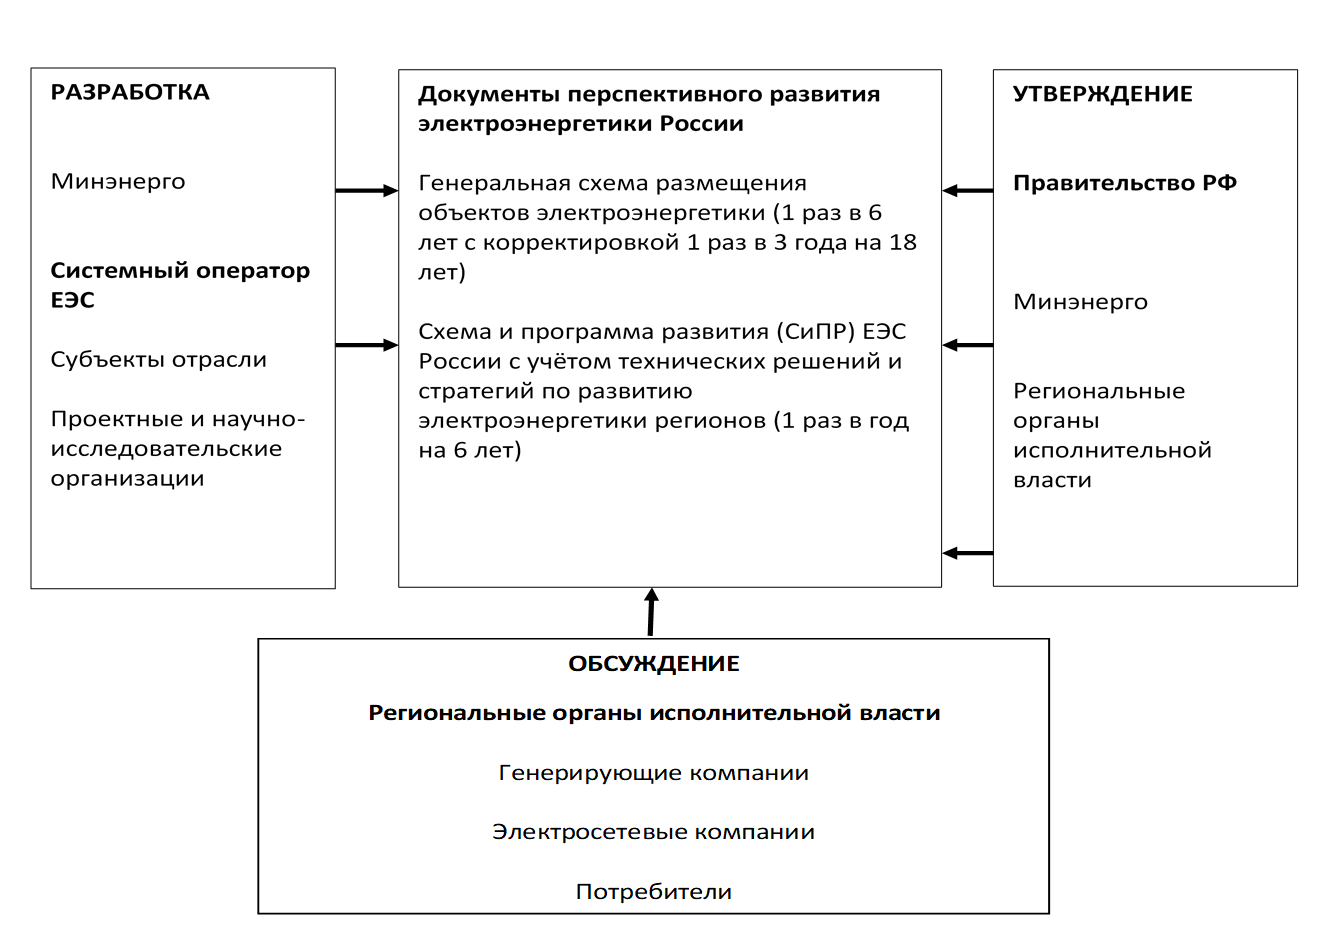 РАЗРАБОТКА
Минэнерго
Системный оператор
ЕЭС
Субъекты отрасли
Проектные и научно-
исследовательские
организации
Документы перспективного развития
электроэнергетики России
Генеральная схема размещения
объектов электроэнергетики (1 раз в 6
лет с корректировкой 1 раз в 3 года на 18
лет)
Схема и программа развития (СиПР) ЕЭС
России с учётом технических решений и
стратегий по развитию
электроэнергетики регионов (1 раз в год
на 6 лет)
УТВЕРЖДЕНИЕ
Правительство РФ
Минэнерго
Региональные
органы
исполнительной
власти
ОБСУЖДЕНИЕ
Региональные органы исполнительной власти
Генерирующие компании
Электросетевые компании
Потребители